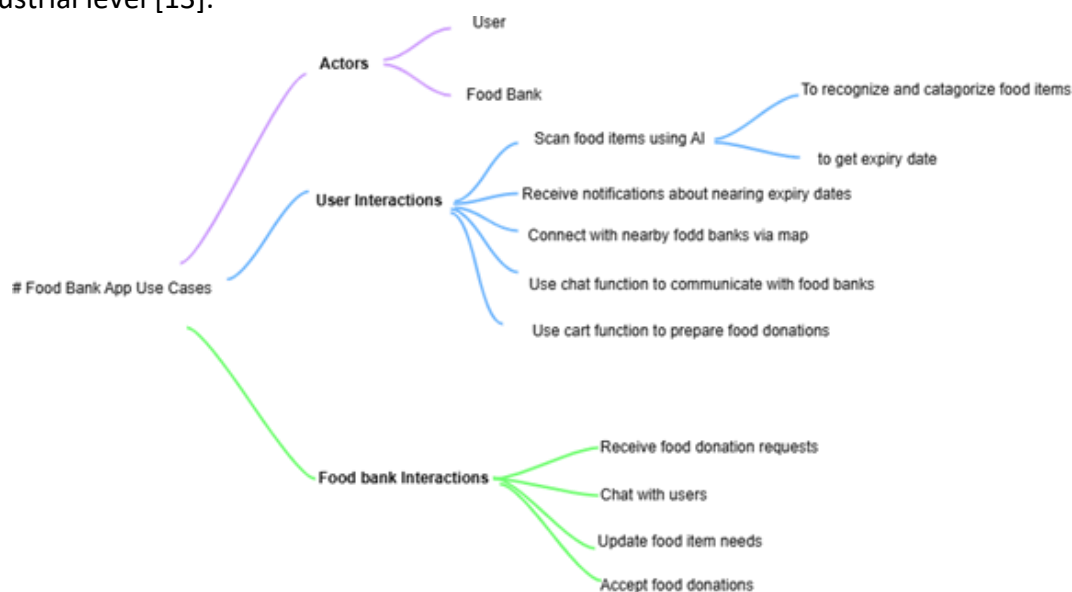 ustrial level [15].
User
Actors
Food Bank
To recognize and catagorize food items
Scan food items using AI
to get expiry date
User Interactions
Receive notifications about nearing expiry dates
Connect with nearby fodd banks via map
# Food Bank App Use Cases
Use chat function to communicate with food banks
Use cart function to prepare food donations
Receive food donation requests
Food bank Interactions
Chat with users
Update food item needs
Accept food donations